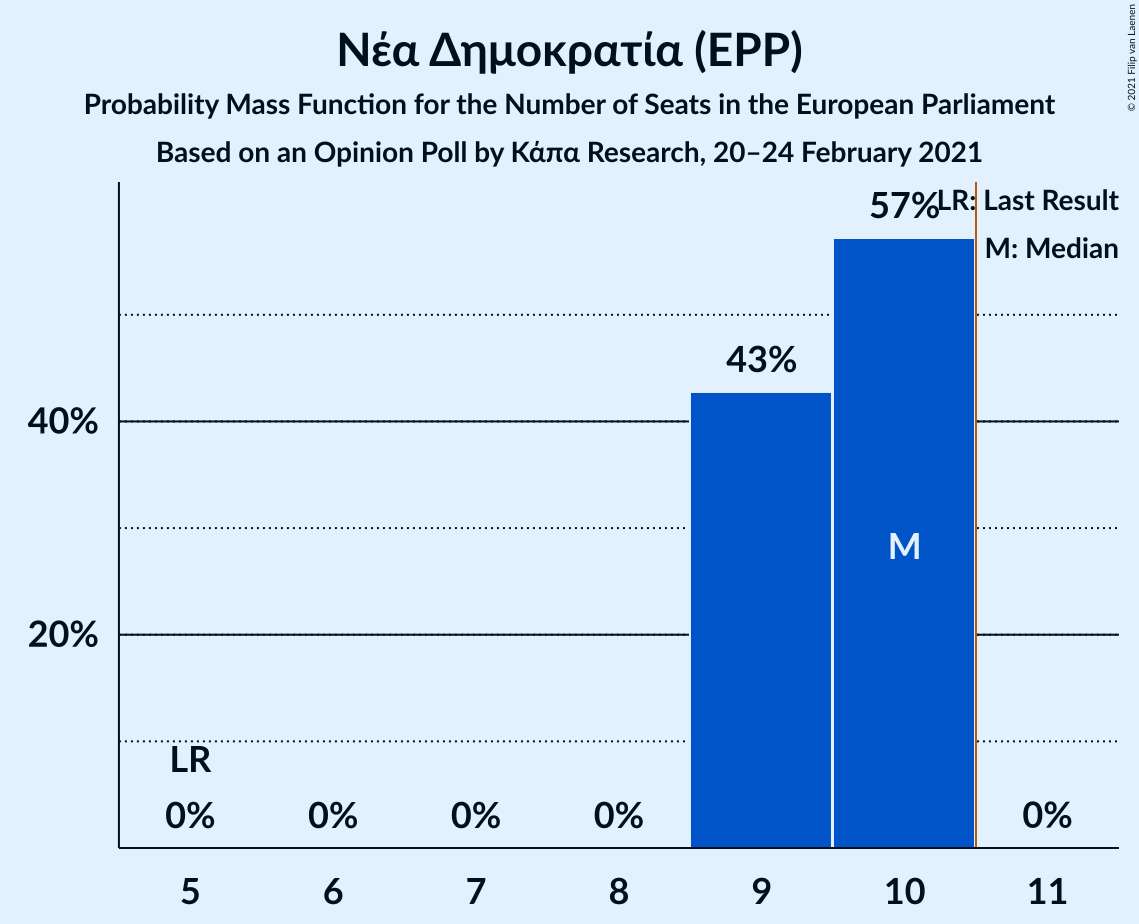 Νέα Δημοκρατία (EPP)
Probability Mass Function for the Number of Seats in the European Parliament
Based on an Opinion Poll by Κάπα Research, 20–24 February 2021
© 2021 Filip van Laenen
57%
LR: Last Result
M: Median
43%
40%
M
20%
LR
0% 0% 0% 0% 0%
5 6 7 8 9 10 11